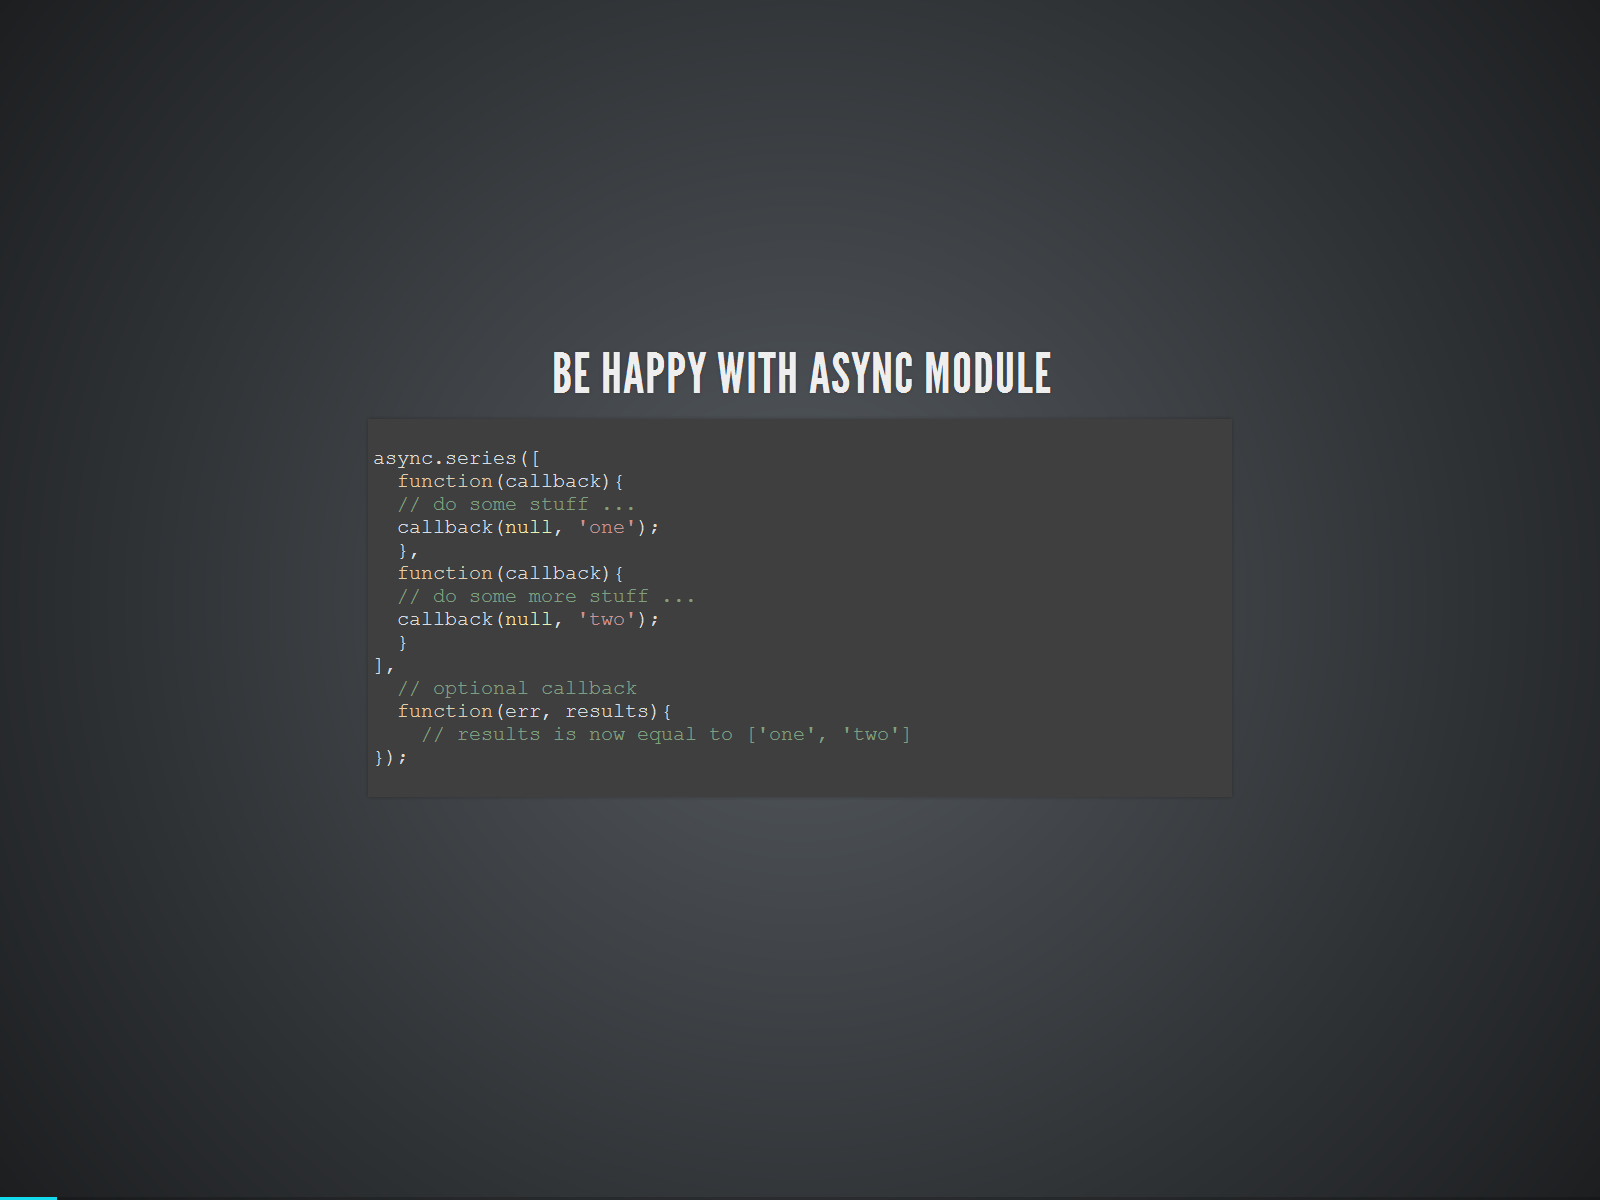 BE HAPPY WITH ASYNC MODULE
async.series([
  function(callback){
  // do some stuff ...
  callback(null, 'one');
  },
  function(callback){
  // do some more stuff ...
  callback(null, 'two');
  }
],
  // optional callback
  function(err, results){
    // results is now equal to ['one', 'two']
});